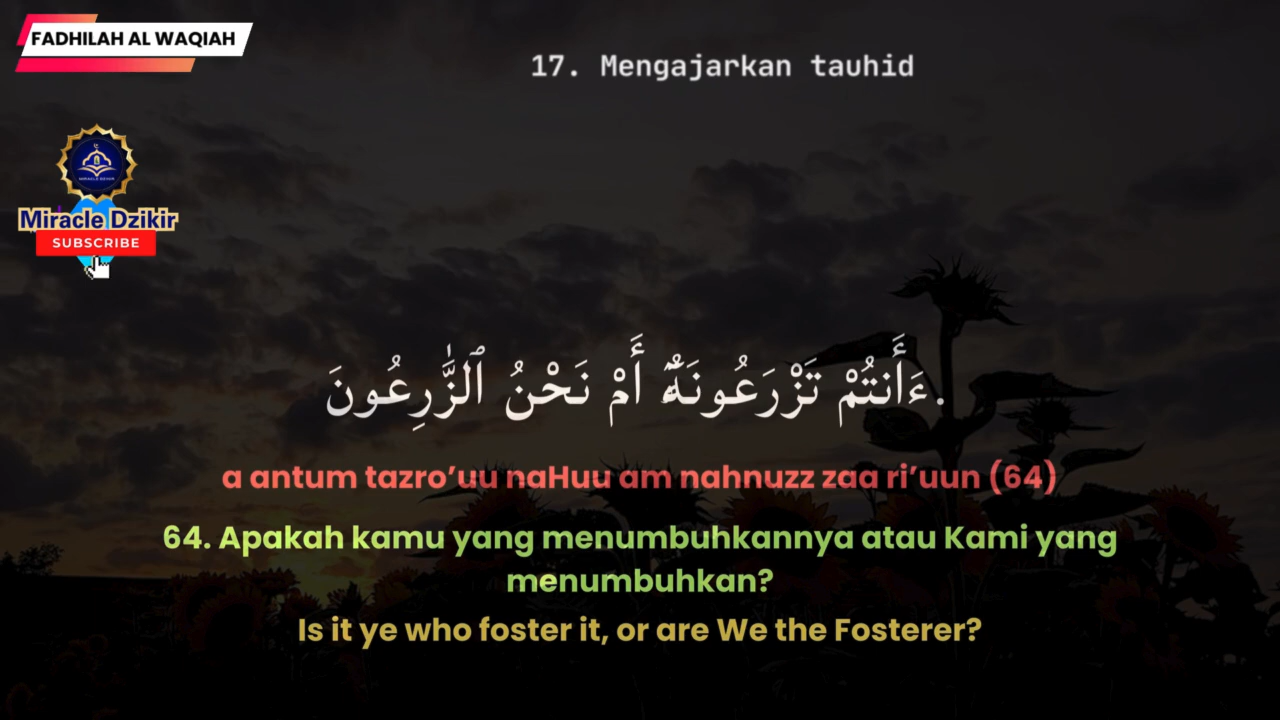 FADHILAH AL WAQIAH
17. Mengajarkan tauhid
Miracle Dzikir
SUBSCRIBE
ءَأَنتُمْ تَزْرَعُونَهُۥٓ أَمْ نَحْنُ ٱلزَّٰرِعُونَ.
a antum tazro’uu naHuu am nahnuzz zaa ri’uun (64)
64. Apakah kamu yang menumbuhkannya atau Kami yang
menumbuhkan?
Is it ye who foster it, or are We the Fosterer?